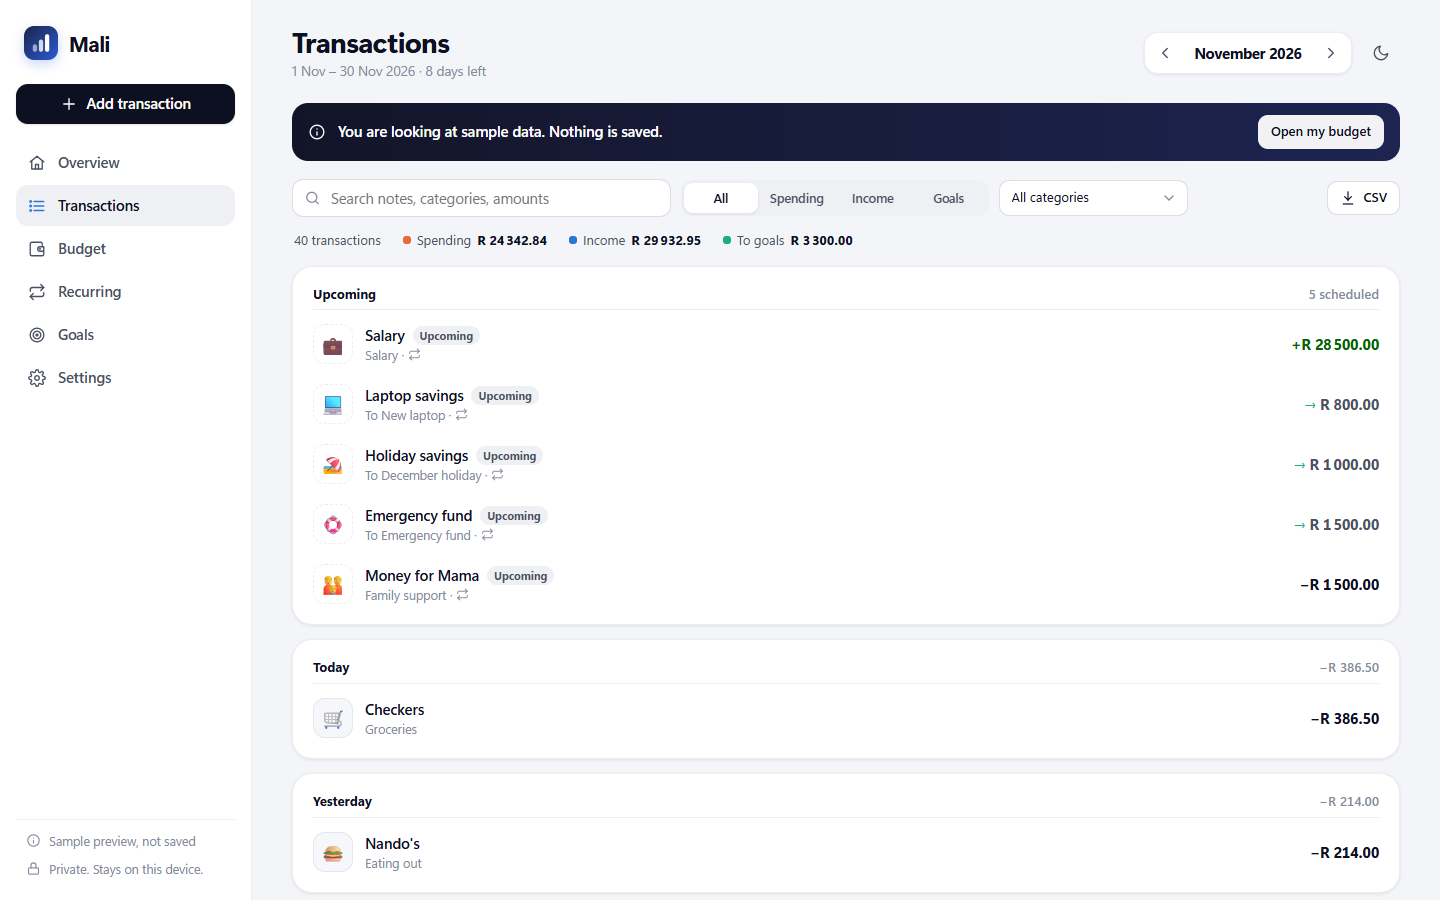 Mali
Add transaction
Overview
Transactions
Budget
Recurring
Goals
Settings
Sample preview, not saved
Private. Stays on this device.
Transactions
1 Nov – 30 Nov 2026 · 8 days left
November 2026
You are looking at sample data. Nothing is saved.
Open my budget
Search notes, categories, amounts
All
Spending
Income
Goals
All categories
CSV
40 transactions
Spending R 24 342.84
Income R 29 932.95
To goals R 3 300.00
Upcoming
5 scheduled
Salary Upcoming
Salary ·
+R 28 500.00
Laptop savings Upcoming
To New laptop ·
→ R 800.00
Holiday savings Upcoming
To December holiday ·
→ R 1 000.00
Emergency fund Upcoming
To Emergency fund ·
→ R 1 500.00
Money for Mama Upcoming
Family support ·
−R 1 500.00
Today
−R 386.50
Checkers
Groceries
−R 386.50
Yesterday
−R 214.00
Nando's
Eating out
−R 214.00